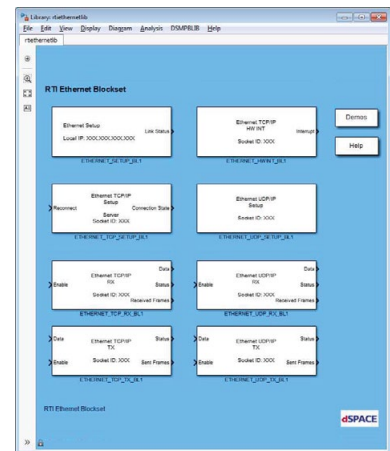 Library: rtiethernetlib
File Edit View Display Diagram Analysis DSMPBLIB Help
rtiethernetlib
RTI Ethernet Blockset
Ethernet Setup
Local IP: XXX.XXX.XXX.XXX
Link Status
ETHERNET_SETUP_BL1
Ethernet TCP/IP
HW INT
Socket ID: XXX
Interrupt
ETHERNET_HWINT_BL1
Demos
Help
Reconnect
Ethernet TCP/IP
Setup
Server
Socket ID: XXX
Connection State
ETHERNET_TCP_SETUP_BL1
Ethernet UDP/IP
Setup
Socket ID: XXX
ETHERNET_UDP_SETUP_BL1
Enable
Ethernet TCP/IP
RX
Socket ID: XXX
Data
Status
Received Frames
ETHERNET_TCP_RX_BL1
Enable
Ethernet UDP/IP
RX
Socket ID: XXX
Data
Status
Received Frames
ETHERNET_UDP_RX_BL1
Data
Enable
Ethernet TCP/IP
TX
Socket ID: XXX
Status
Sent Frames
ETHERNET_TCP_TX_BL1
Data
Enable
Ethernet UDP/IP
TX
Socket ID: XXX
Status
Sent Frames
ETHERNET_UDP_TX_BL1
RTI Ethernet Blockset
dSPACE